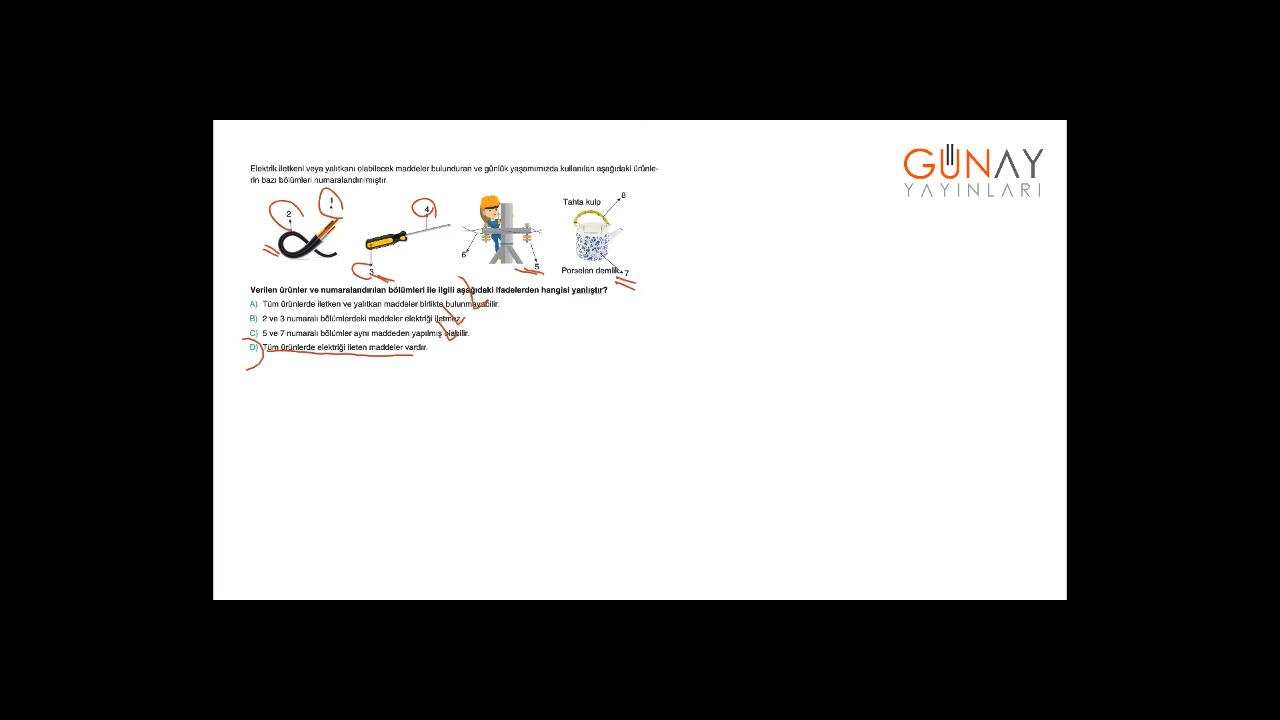 GÜNAY
YAYINLARI
Elektrik iletkeni veya yalıtkanı olabilecek maddeler bulunduran ve günlük yaşamımızda kullanılan aşağıdaki ürünle-
rin bazı bölümleri numaralandırılmıştır.
1
2
3
4
5
6
Tahta kulp
8
Porselen demlik
7
Verilen ürünler ve numaralandırılan bölümleri ile ilgili aşağıdaki ifadelerden hangisi yanlıştır?
A) Tüm ürünlerde iletken ve yalıtkan maddeler birlikte bulunmayabilir.
B) 2 ve 3 numaralı bölümlerdeki maddeler elektriği iletmez.
C) 5 ve 7 numaralı bölümler aynı maddeden yapılmış olabilir.
D) Tüm ürünlerde elektriği ileten maddeler vardır.